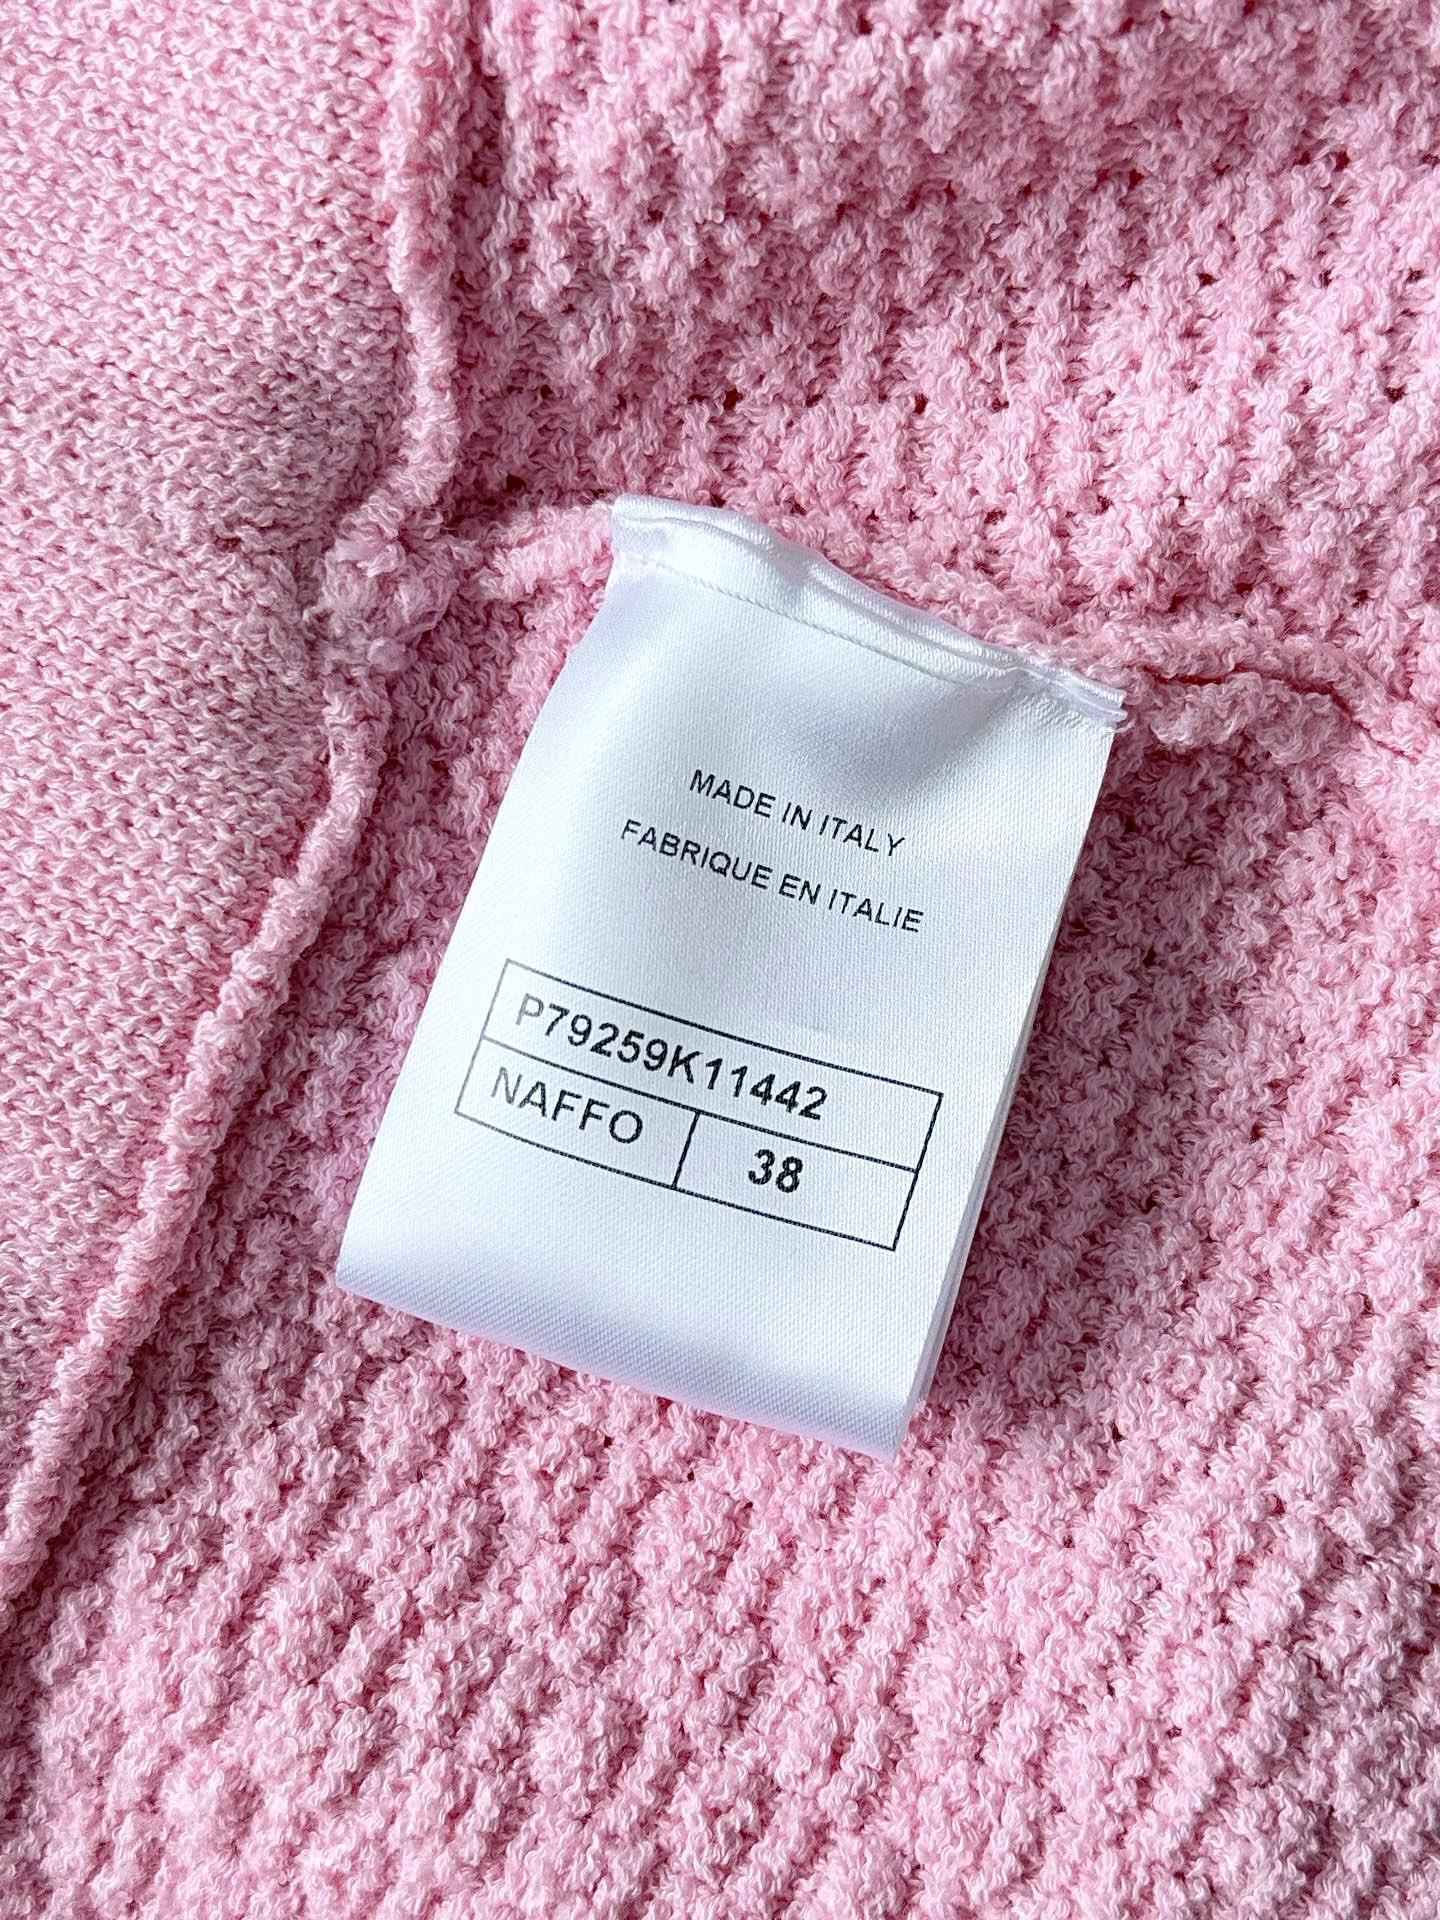 MADE IN ITALY
FABRIQUE EN ITALIE
P79259K11442
NAFFO 38